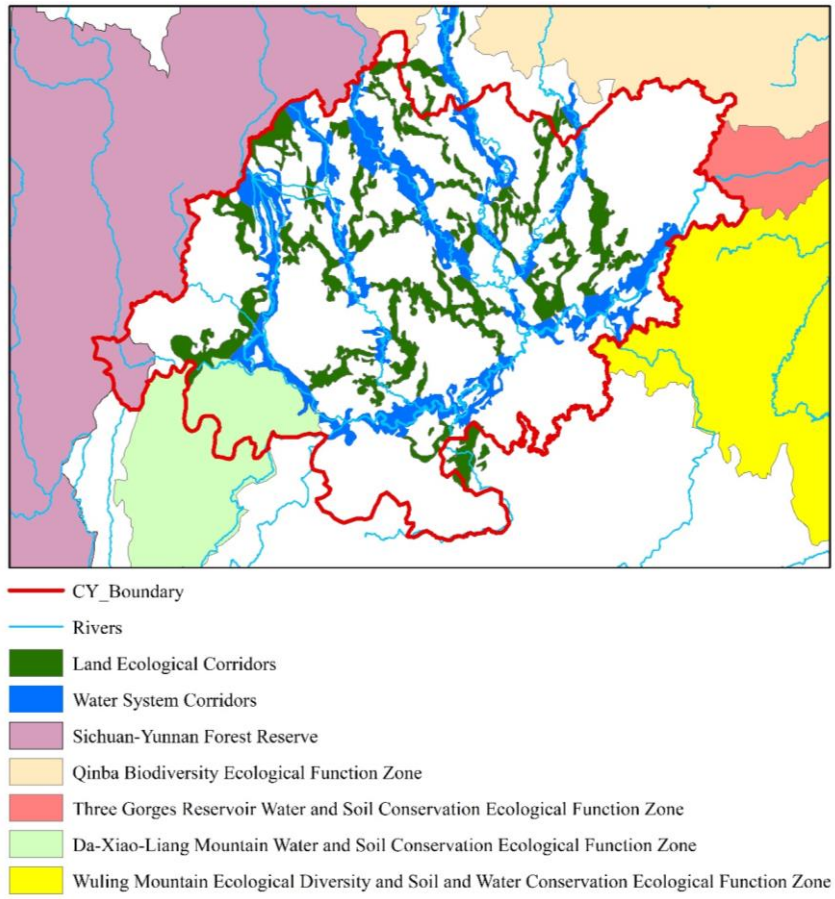 CY_Boundary
Rivers
Land Ecological Corridors
Water System Corridors
Sichuan-Yunnan Forest Reserve
Qinba Biodiversity Ecological Function Zone
Three Gorges Reservoir Water and Soil Conservation Ecological Function Zone
Da-Xiao-Liang Mountain Water and Soil Conservation Ecological Function Zone
Wuling Mountain Ecological Diversity and Soil and Water Conservation Ecological Function Zone